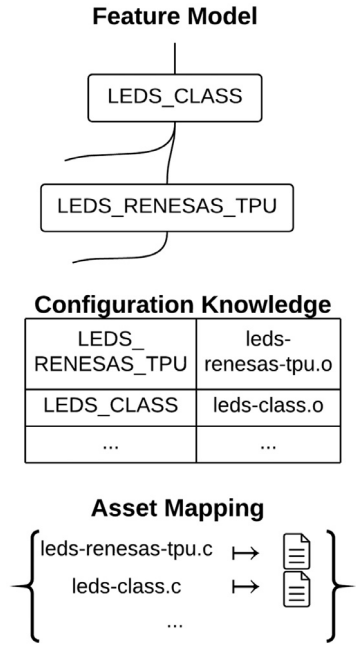 Feature Model
LEDS_CLASS
LEDS_RENESAS_TPU
Configuration Knowledge
LEDS_
RENESAS_TPU
leds-
renesas-tpu.o
LEDS_CLASS
leds-class.o
...
...
Asset Mapping
leds-renesas-tpu.c ↦
leds-class.c ↦
...